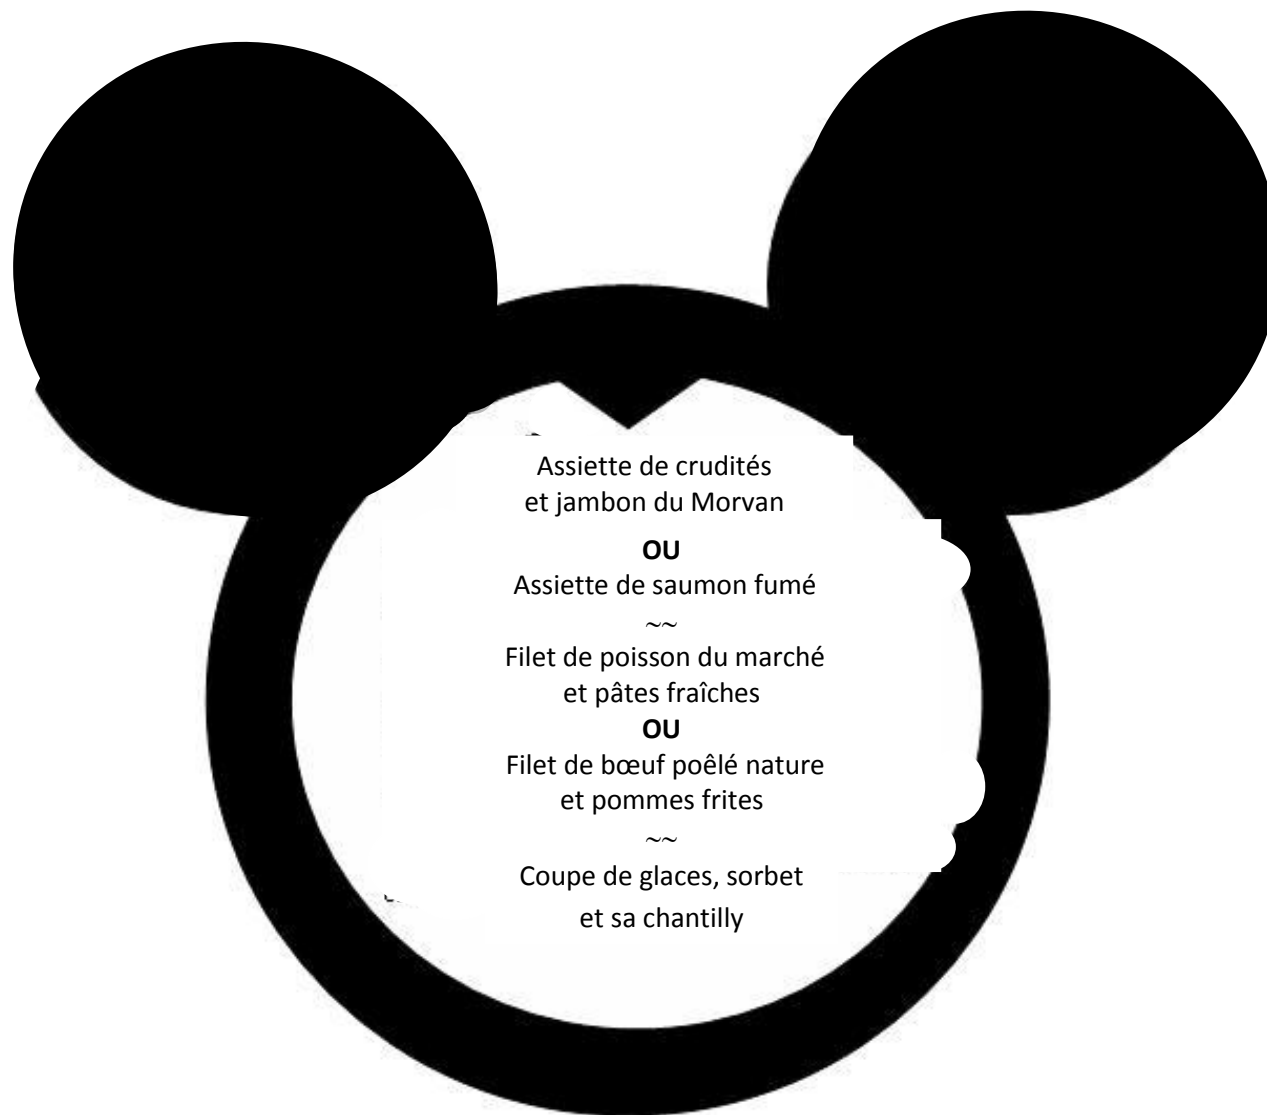 Assiette de crudités
et jambon du Morvan
OU
Assiette de saumon fumé
~~
Filet de poisson du marché
et pâtes fraîches
OU
Filet de bœuf poêlé nature
et pommes frites
~~
Coupe de glaces, sorbet
et sa chantilly